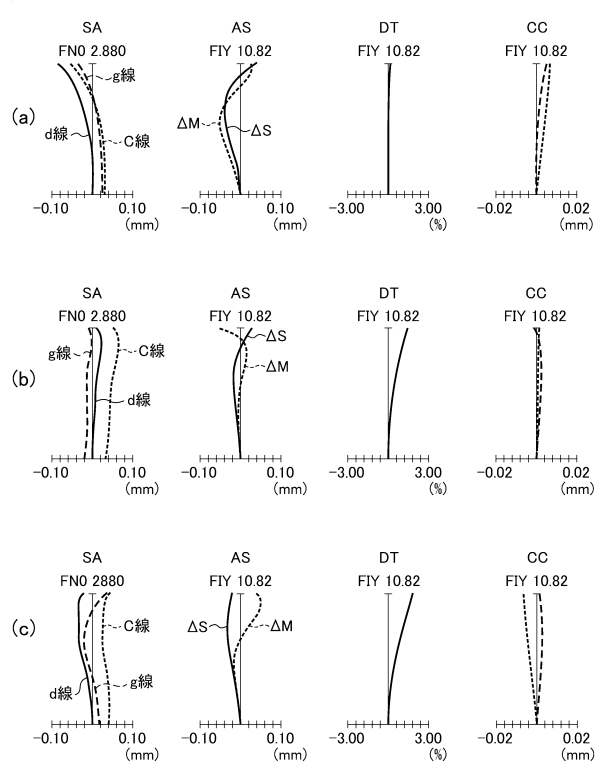 SA AS DT CC
FNO 2.880 FIY 10.82 FIY 10.82 FIY 10.82
g線
(a) d線 C線 ΔM ΔS
-0.10 0.10 -0.10 0.10 -3.00 3.00 -0.02 0.02
(mm) (mm) (%) (mm)
SA AS DT CC
FNO 2.880 FIY 10.82 FIY 10.82 FIY 10.82
g線 C線 ΔS
(b) ΔM
d線
-0.10 0.10 -0.10 0.10 -3.00 3.00 -0.02 0.02
(mm) (mm) (%) (mm)
SA AS DT CC
FNO 2880 FIY 10.82 FIY 10.82 FIY 10.82
(c) C線 ΔS ΔM
d線 g線
-0.10 0.10 -0.10 0.10 -3.00 3.00 -0.02 0.02
(mm) (mm) (%) (mm)